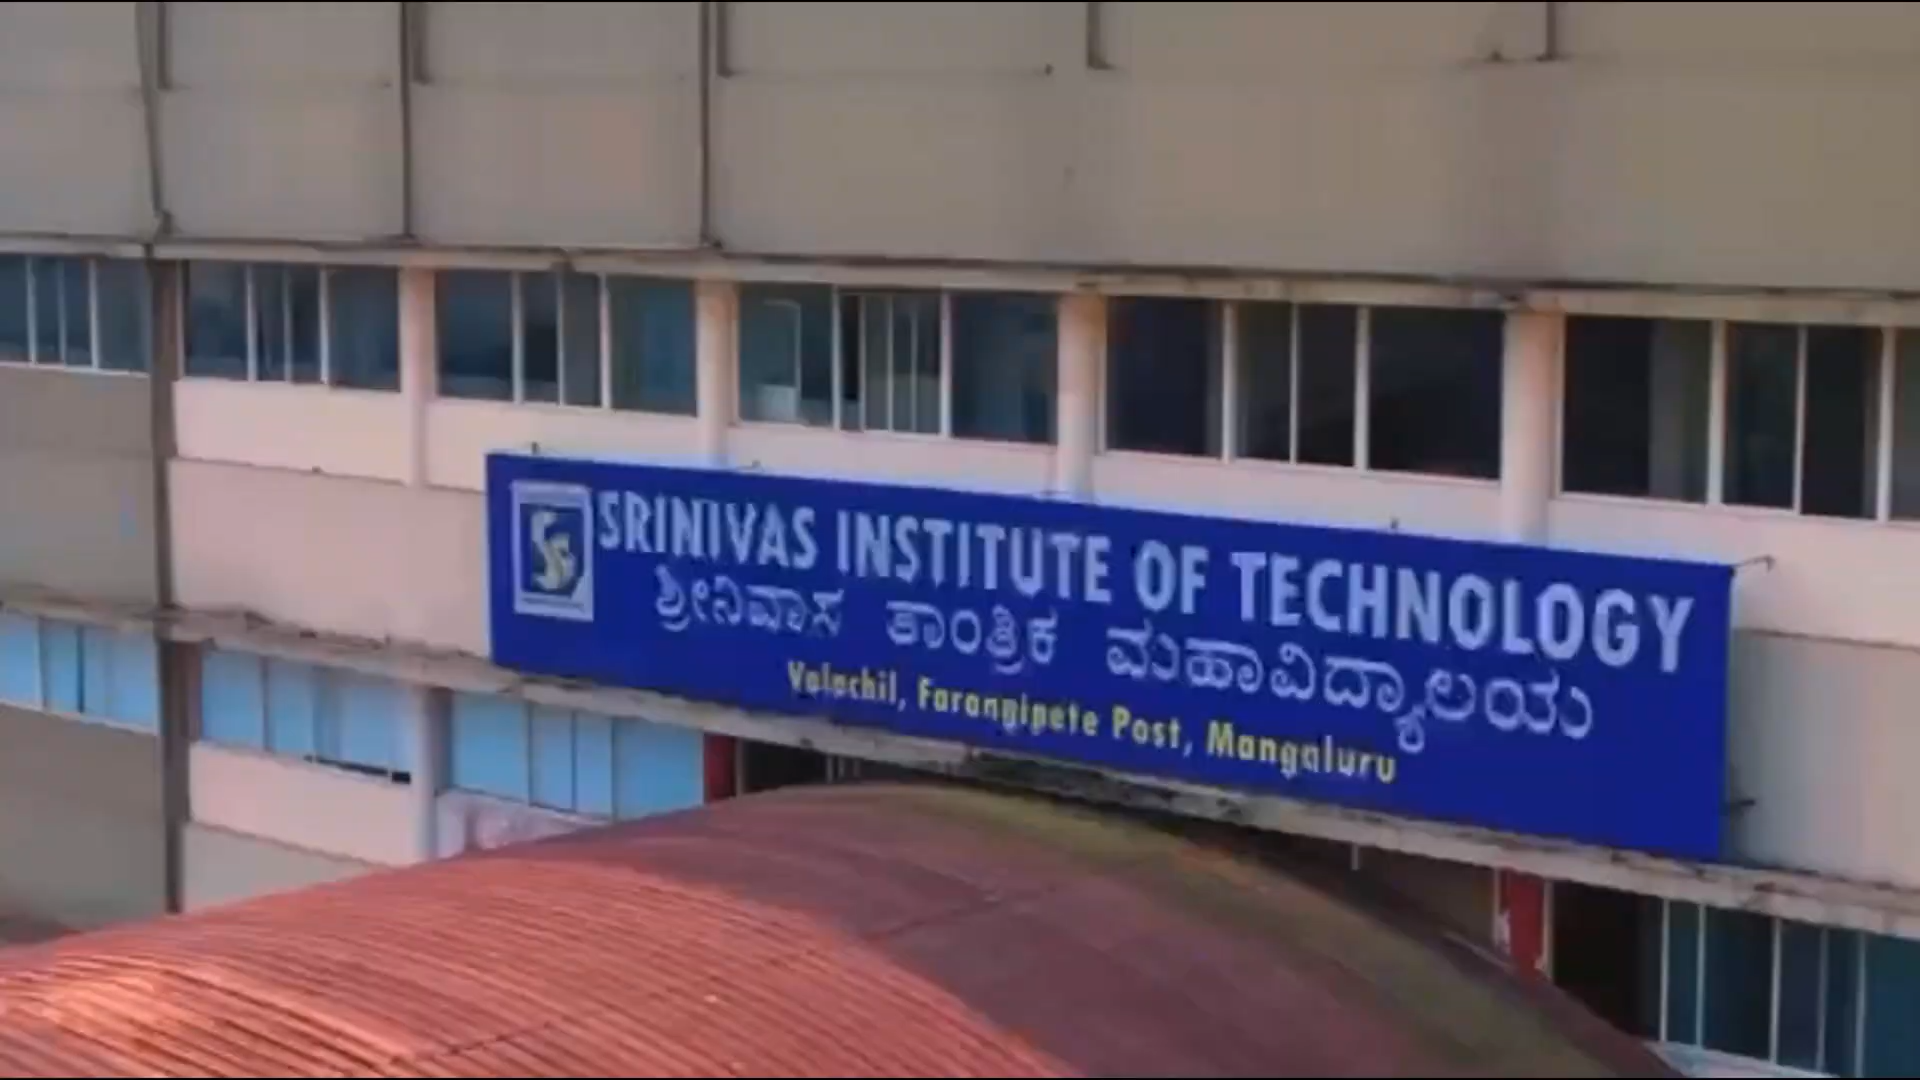 SRINIVAS INSTITUTE OF TECHNOLOGY
ಶ್ರೀನಿವಾಸ ತಾಂತ್ರಿಕ ಮಹಾವಿದ್ಯಾಲಯ
Valachil, Farangipete Post, Mangaluru